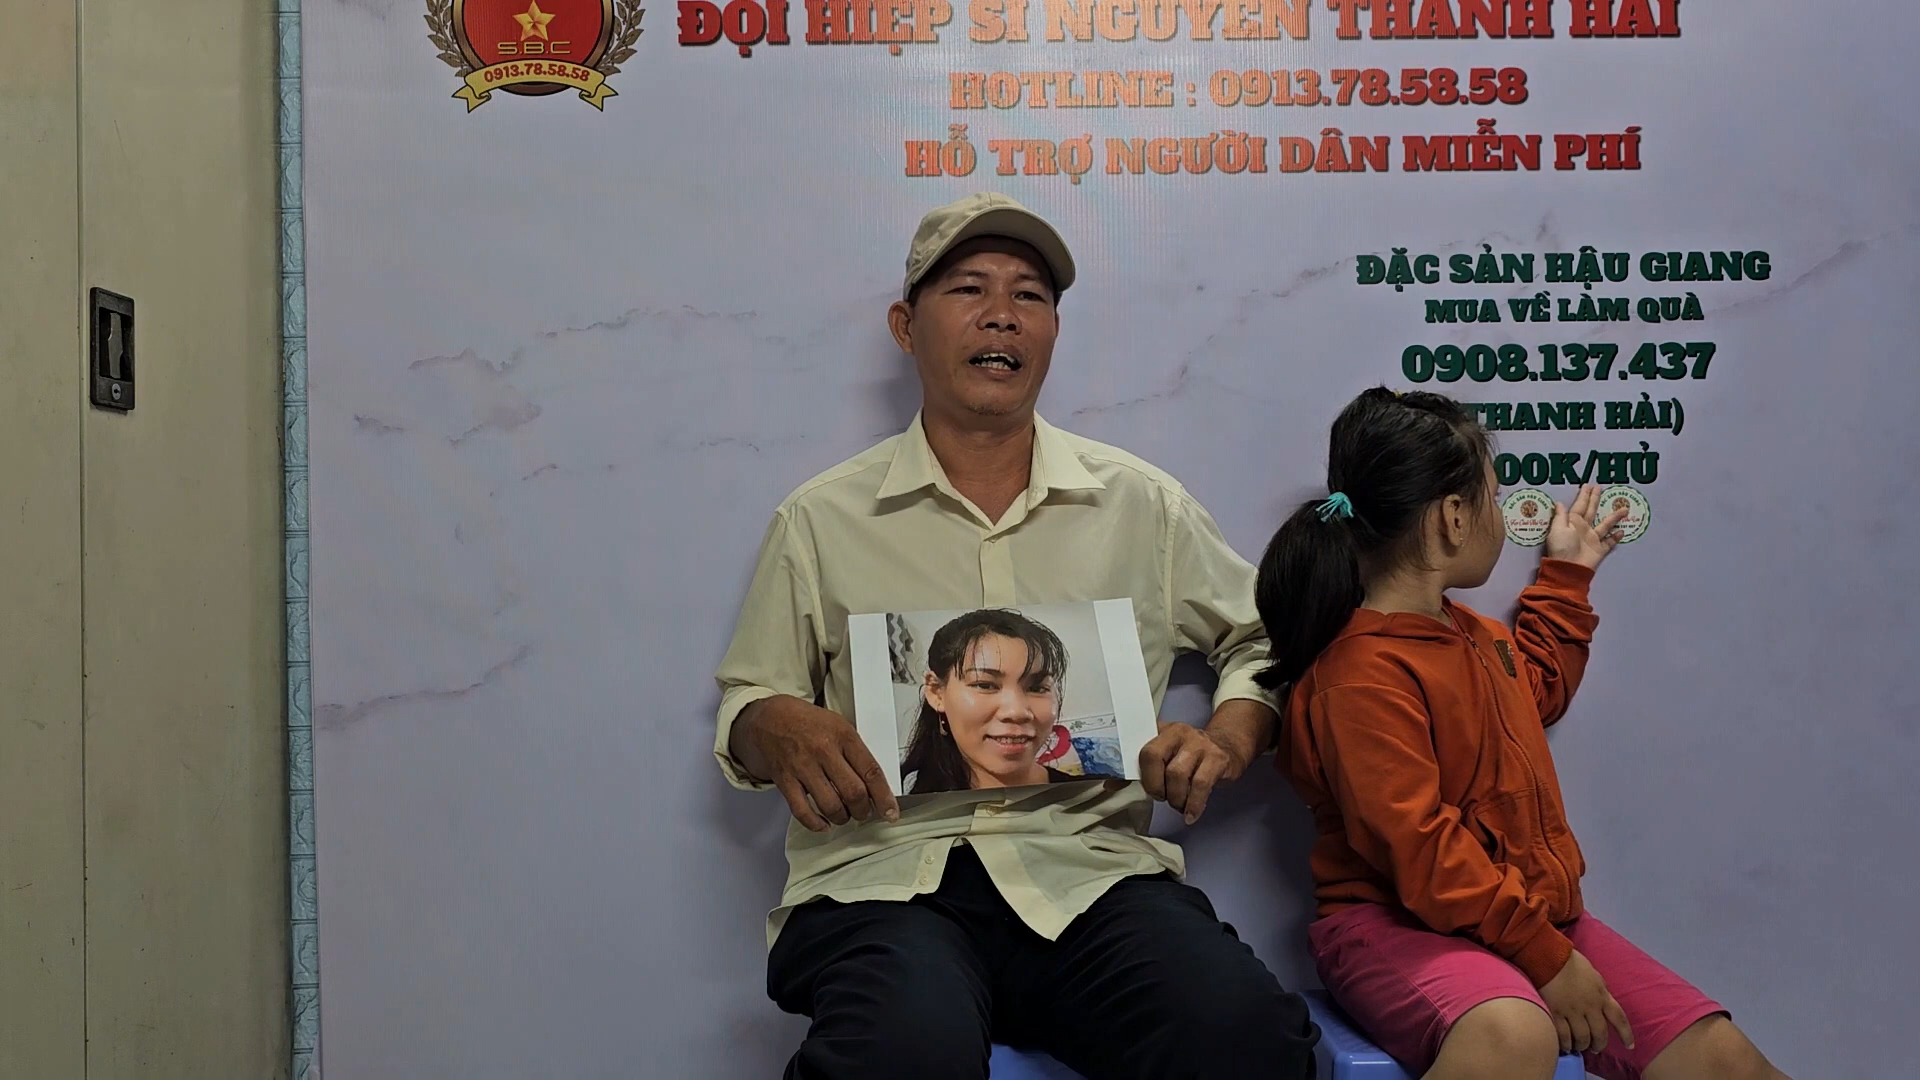 S.B.C
0913.78.58.58
ĐỘI HIỆP SĨ NGUYỄN THANH HẢI
HOTLINE : 0913.78.58.58
HỖ TRỢ NGƯỜI DÂN MIỄN PHÍ
ĐẶC SẢN HẬU GIANG
MUA VỀ LÀM QUÀ
0908.137.437
THANH HẢI)
00K/HỦ